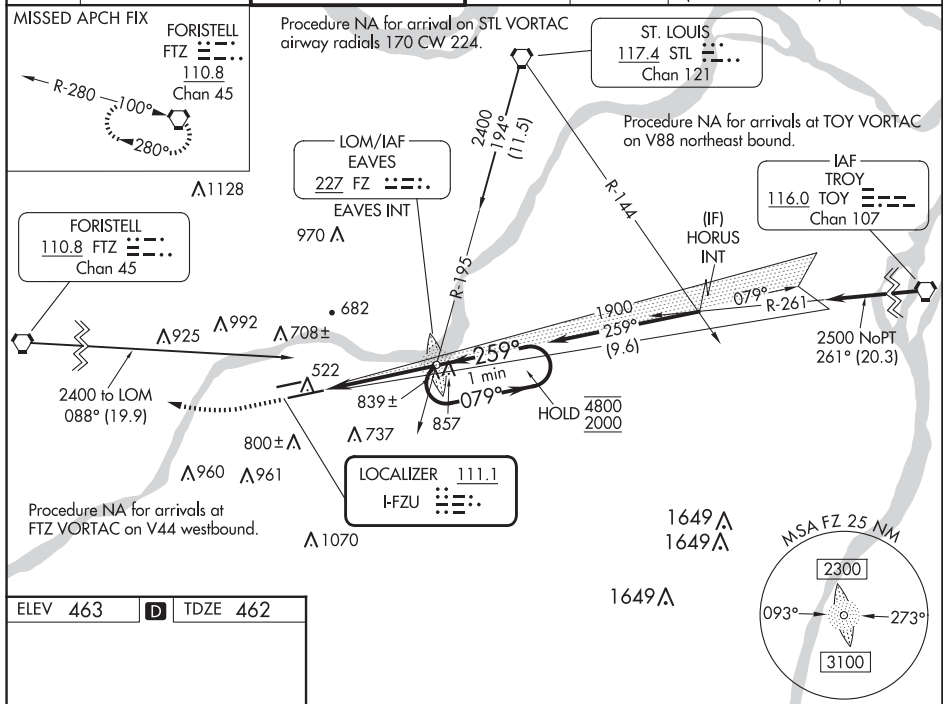 MISSED APCH FIX
FORISTELL
FTZ
110.8
Chan 45
R-280
100°
280°
Procedure NA for arrival on STL VORTAC
airway radials 170 CW 224.
ST. LOUIS
117.4 STL
Chan 121
2400
194°
(11.5)
Procedure NA for arrivals at TOY VORTAC
on V88 northeast bound.
LOM/IAF
EAVES
227 FZ
EAVES INT
IAF
TROY
116.0 TOY
Chan 107
1128
R-144
(IF)
HORUS
INT
FORISTELL
110.8 FTZ
Chan 45
970
R-195
682
925
992
708±
1900
259°
(9.6)
079°
R-261
2500 NoPT
261° (20.3)
2400 to LOM
088° (19.9)
522
259°
1 min
079°
839±
857
HOLD
4800
2000
800±
737
960
961
LOCALIZER 111.1
I-FZU
Procedure NA for arrivals at
FTZ VORTAC on V44 westbound.
1070
1649
1649
1649
MSA FZ 25 NM
2300
093°
273°
3100
ELEV 463
D
TDZE 462